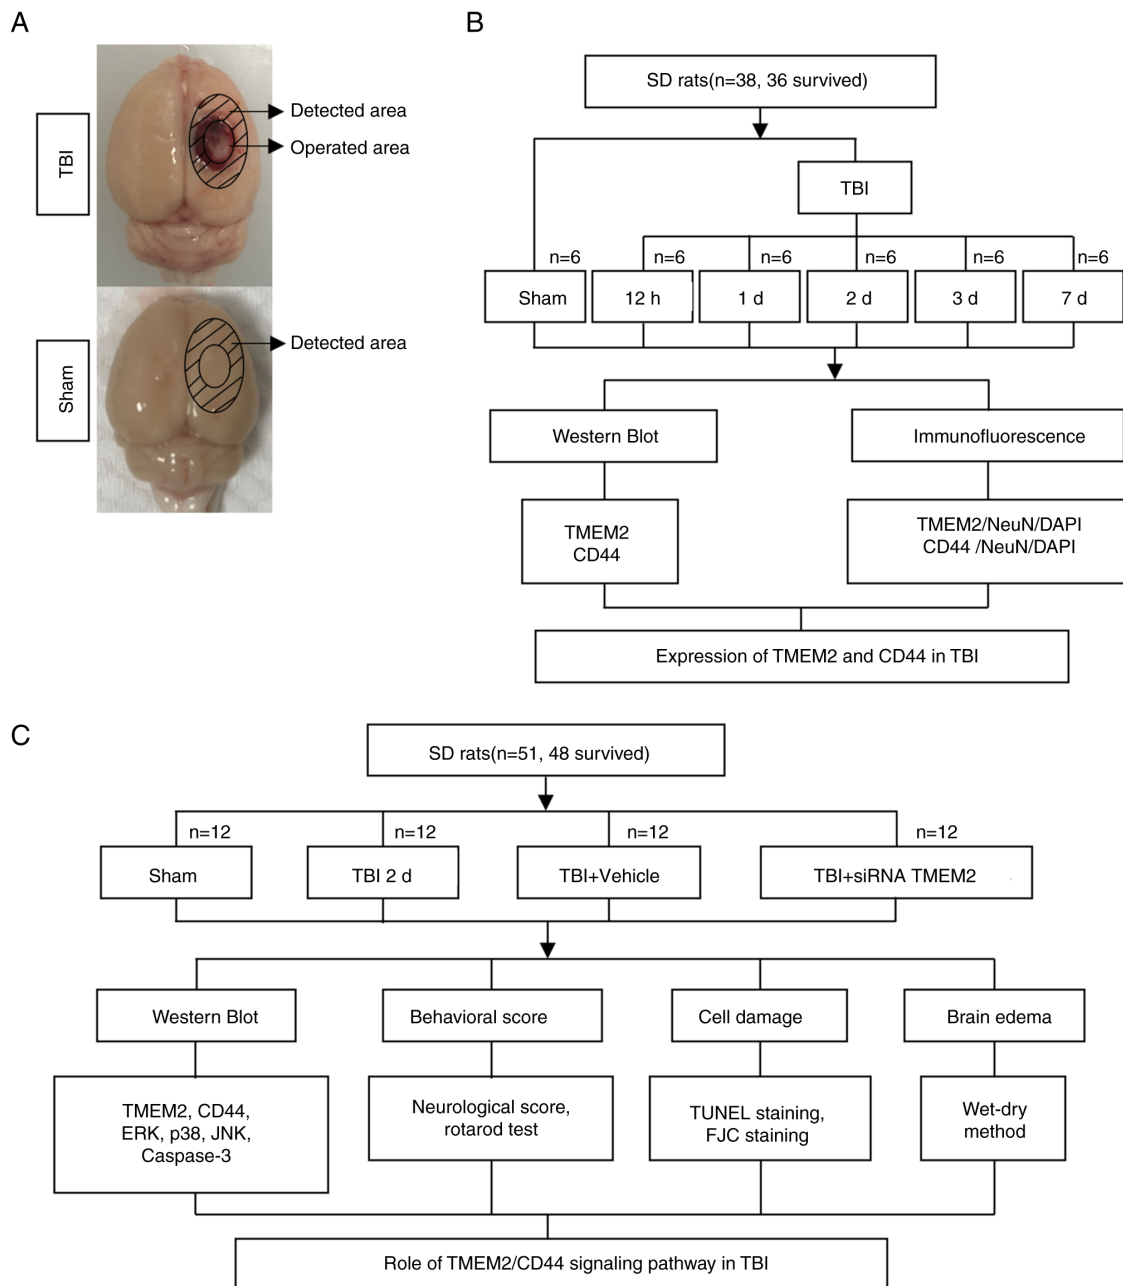 A
TBI
Detected area
Operated area
Sham
Detected area
B
SD rats(n=38, 36 survived)
TBI
n=6
n=6
n=6
n=6
n=6
n=6
Sham
12 h
1 d
2 d
3 d
7 d
Western Blot
Immunofluorescence
TMEM2
CD44
TMEM2/NeuN/DAPI
CD44 /NeuN/DAPI
Expression of TMEM2 and CD44 in TBI
C
SD rats(n=51, 48 survived)
n=12
n=12
n=12
n=12
Sham
TBI 2 d
TBI+Vehicle
TBI+siRNA TMEM2
Western Blot
Behavioral score
Cell damage
Brain edema
TMEM2, CD44,
ERK, p38, JNK,
Caspase-3
Neurological score,
rotarod test
TUNEL staining,
FJC staining
Wet-dry
method
Role of TMEM2/CD44 signaling pathway in TBI